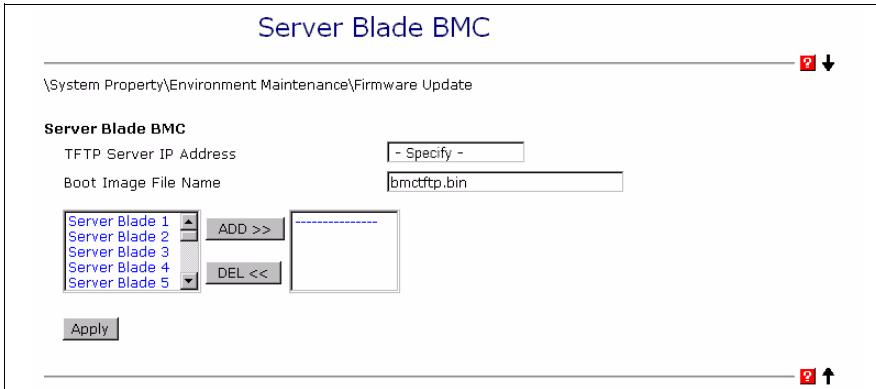 Server Blade BMC
?
\System Property\Environment Maintenance\Firmware Update
Server Blade BMC
TFTP Server IP Address
- Specify -
Boot Image File Name
bmctftp.bin
Server Blade 1
Server Blade 2
Server Blade 3
Server Blade 4
Server Blade 5
ADD >>
DEL <<
---------------
Apply
?